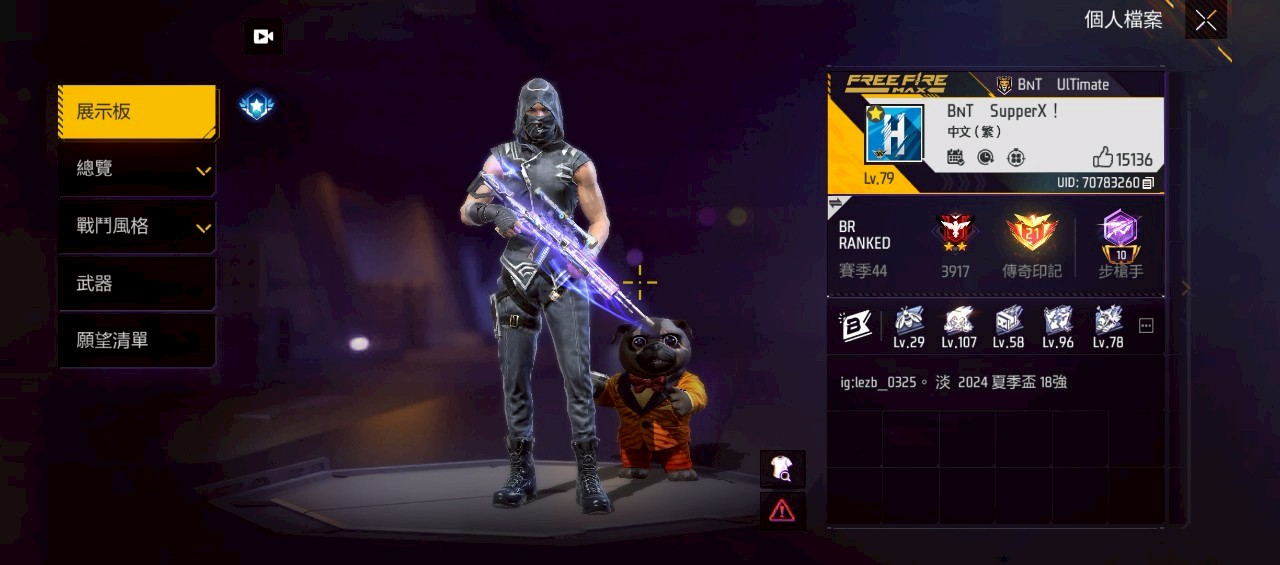 個人檔案
展示板
總覽
戰鬥風格
武器
願望清單
FREE FIRE
MAX
BNT UlTimate
BNT SupperX！
中文（繁）
15136
Lv.79
UID: 70783260
BR
RANKED
賽季44
3917
21
傳奇印記
10
步槍手
Lv.29
Lv.107
Lv.58
Lv.96
Lv.78
ig:lezb_0325。 淡 2024 夏季盃 18強